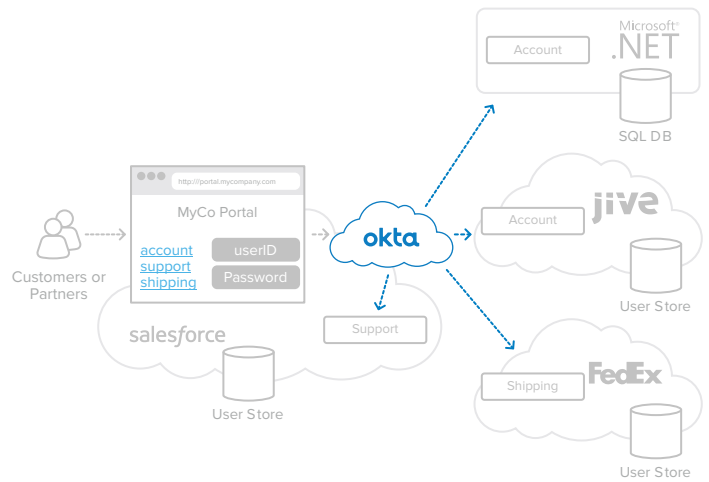 Microsoft®
.NET
Account
SQL DB
http://portal.mycompany.com
MyCo Portal
account
support
shipping
userID
Password
Customers or
Partners
okta
jive
Account
User Store
salesforce
Support
User Store
FedEx
Shipping
User Store